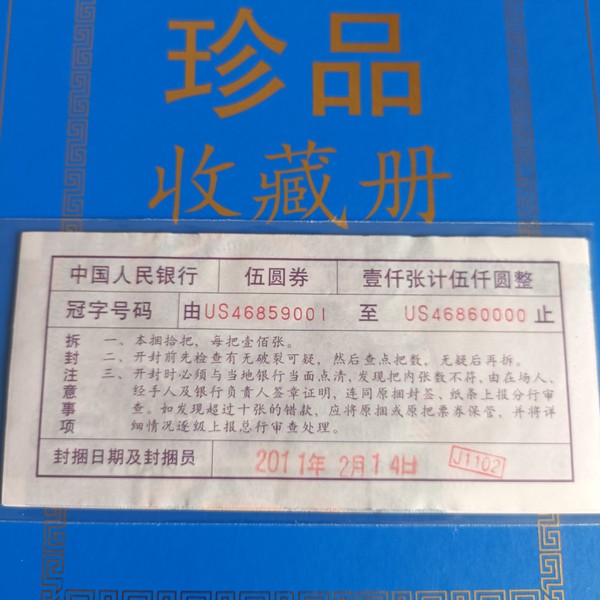 珍品
收藏册
中国人民银行 伍圆券 壹仟张计伍仟圆整
冠字号码 由US46859001 至 US46860000 止
拆封注意事项
一、本捆拾把，每把壹佰张。
二、开封前先检查有无破裂可疑，然后查点把数，无疑后再拆。
三、开封时必须与当地银行当面点清，发现把内张数不符，由在场人、
经手人及银行负责人签章证明，连同原捆封签、纸条上报分行审
查。如发现超过十张的错款，应将原捆或原把票券保管，并将详
细情况逐级上报总行审查处理。
封捆日期及封捆员 2011年 2月14日 J1102